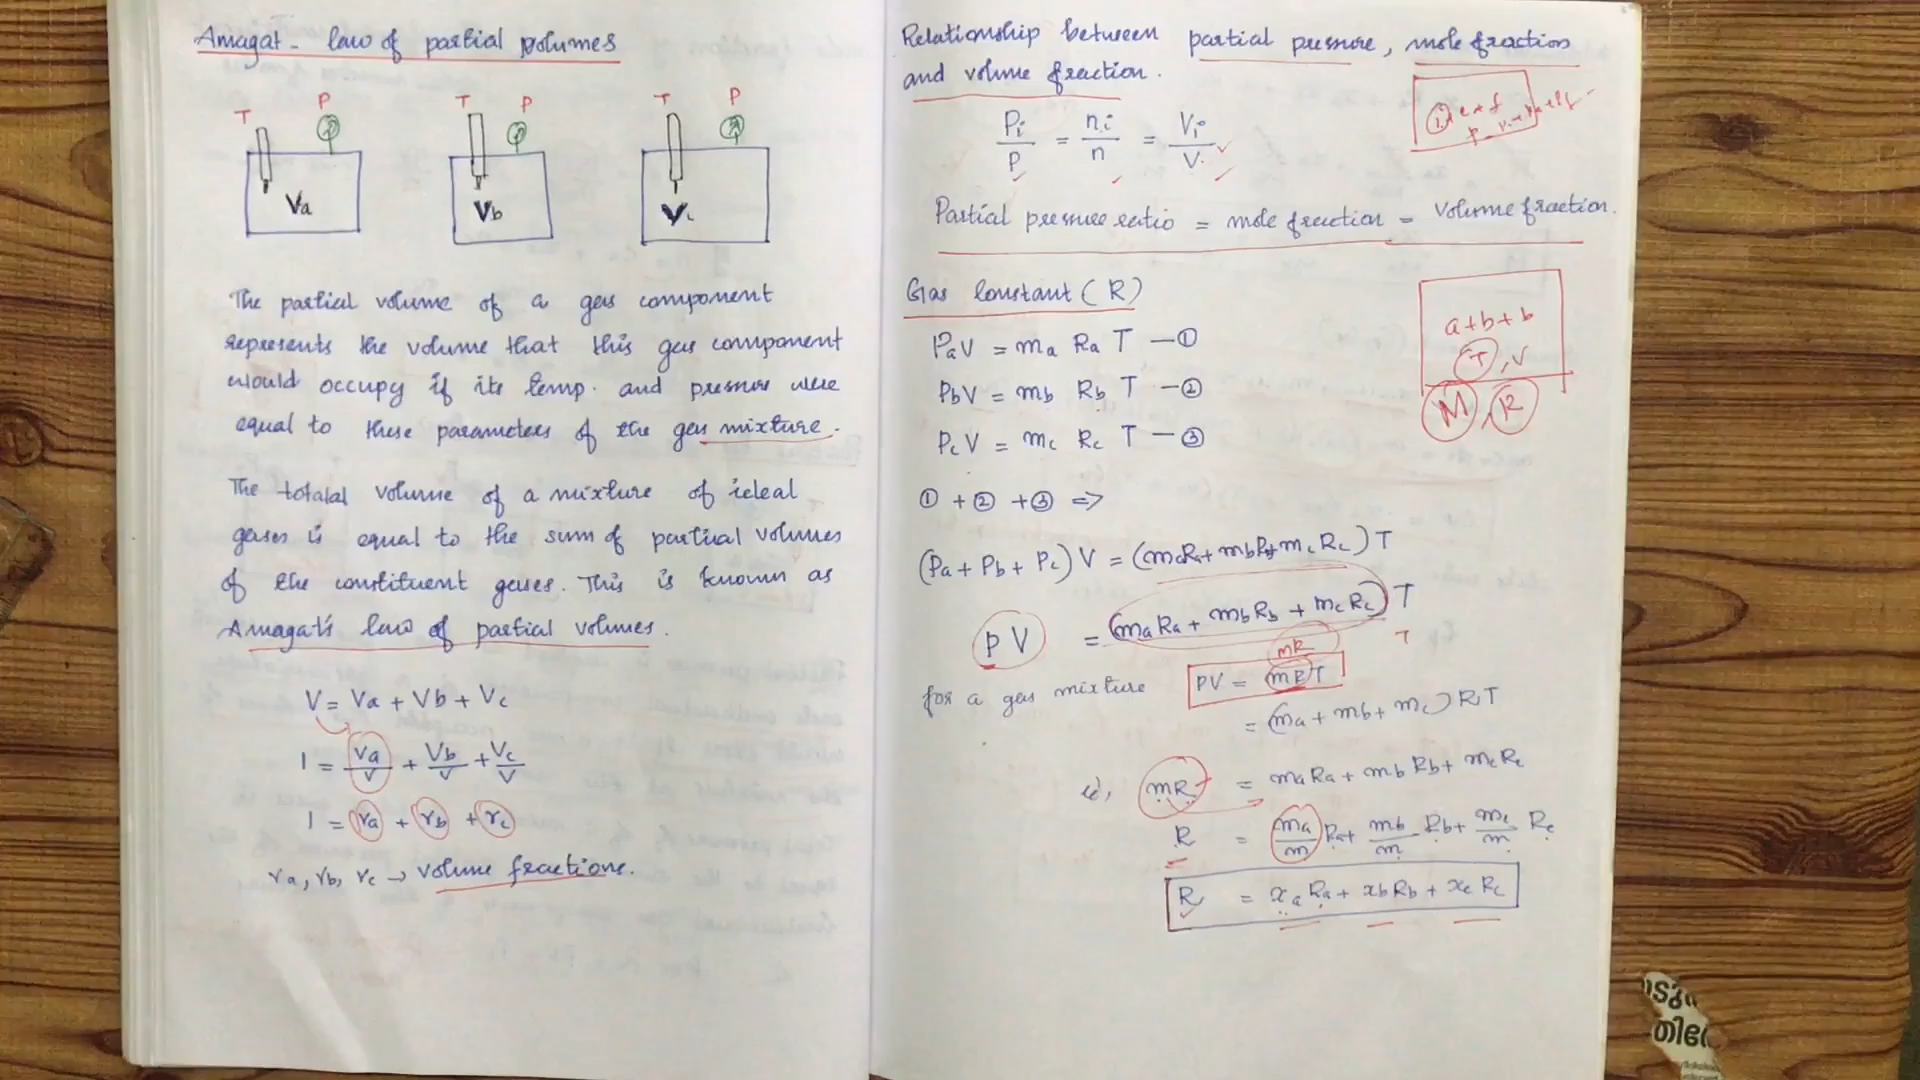 Amagat - law of partial volumes
T P T P T P
Va Vb Vc
The partial volume of a gas component
represents the volume that this gas component
would occupy if its temp. and pressure were
equal to these parameters of the gas mixture.
The totalal volume of a mixture of ideal
gases is equal to the sum of partial volumes
of the constituent gases. This is known as
Amagat's law of partial volumes.
V = Va + Vb + Vc
1 = Va/V + Vb/V + Vc/V
1 = ra + rb + rc
ra, rb, rc → volume fractions.
Relationship between partial pressure, mole fraction
and volume fraction.
Pi/P = ni/n = Vi/V
Partial pressure ratio = mole fraction = Volume fraction.
Gas Constant (R)
PaV = ma Ra T — ①
PbV = mb Rb T — ②
PcV = mc Rc T — ③
a+b+b
T, V
M, R
① + ② + ③ =>
(Pa + Pb + Pc) V = (maRa + mbRb + mcRc) T
PV = (maRa + mbRb + mcRc) T
mR T
for a gas mixture PV = mRT
= (ma + mb + mc) RT
ie, mR = maRa + mbRb + mcRc
R = ma/m Ra + mb/m Rb + mc/m Rc
R = xaRa + xbRb + xcRc
തിരെ